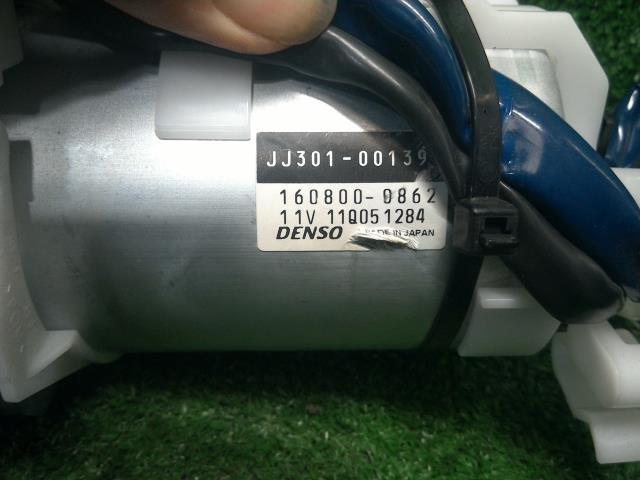 JJ301-00139
160800-0862
11V 11Q051284
DENSO MADE IN JAPAN